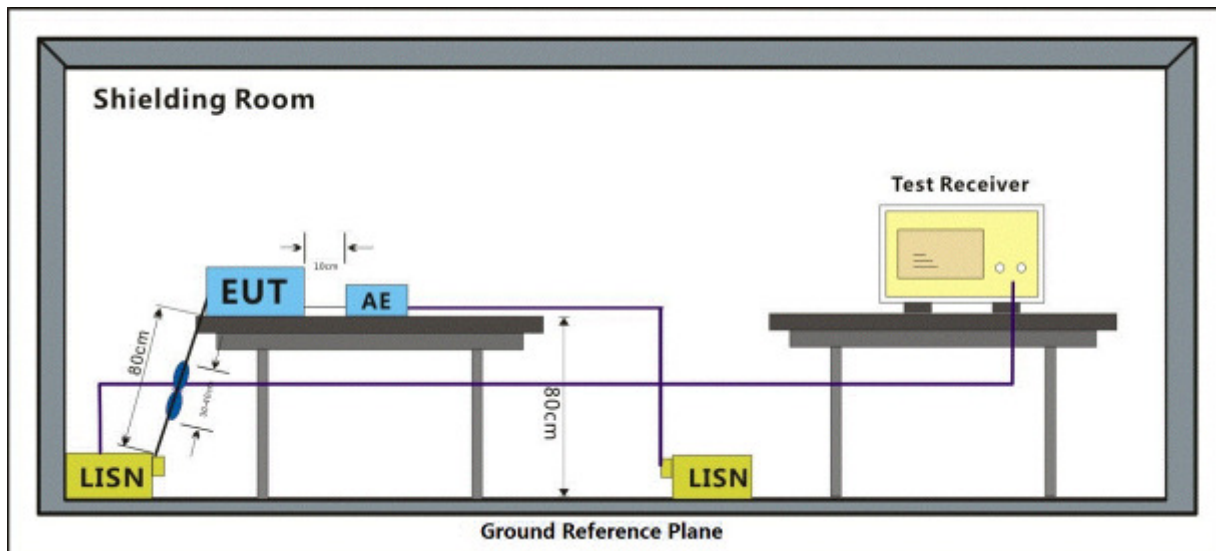 Shielding Room
Test Receiver
10cm
EUT
AE
80cm
80cm
LISN
LISN
Ground Reference Plane